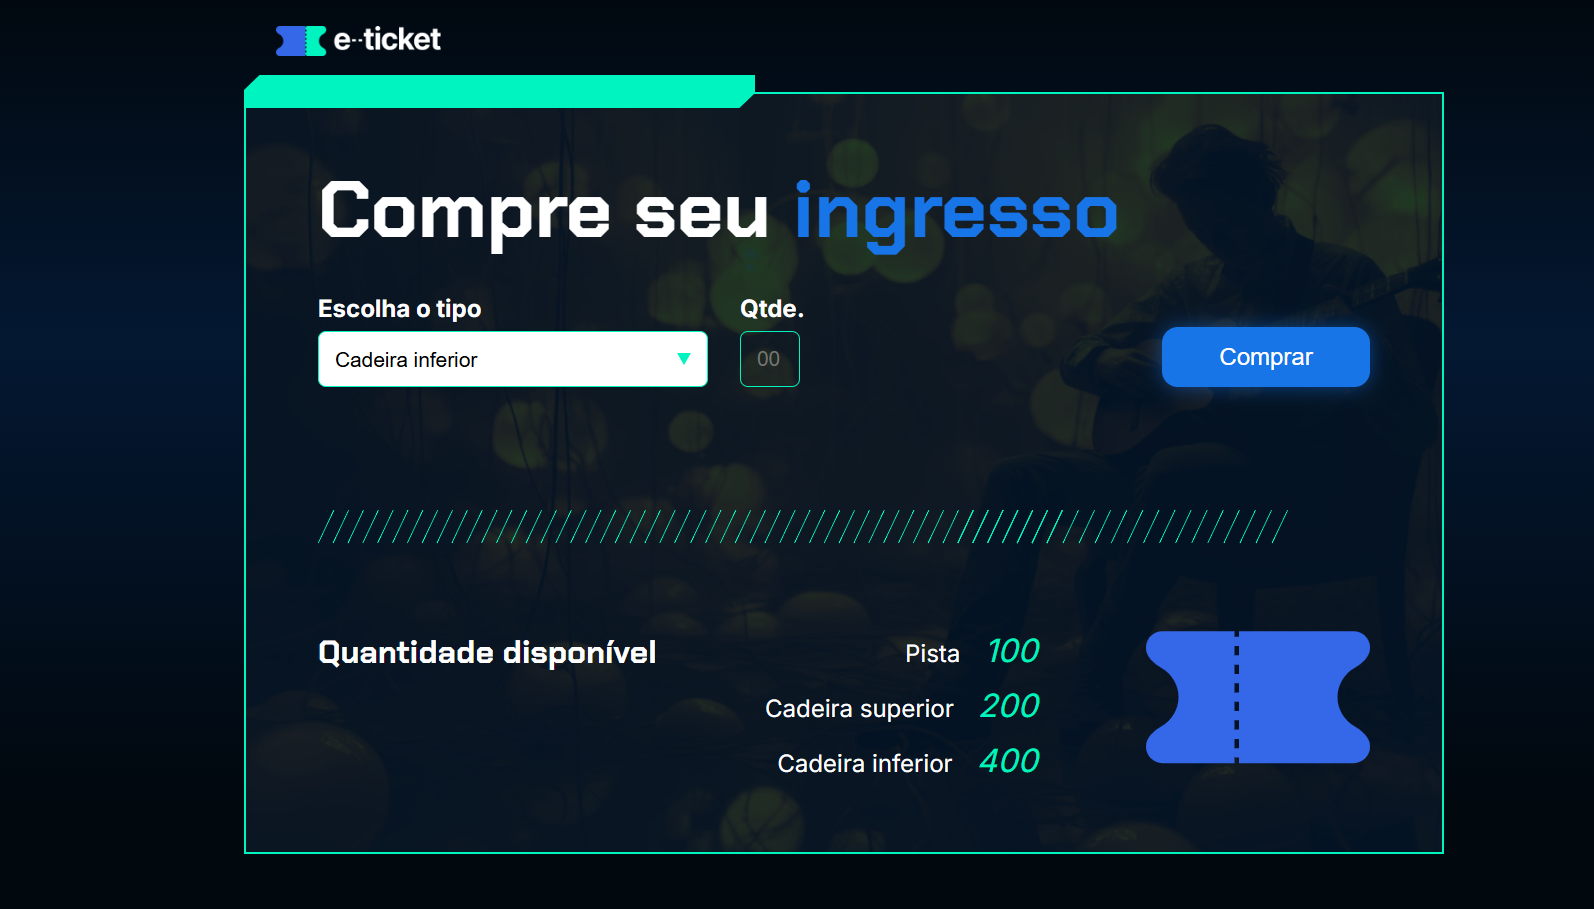 e--ticket
Compre seu ingresso
Escolha o tipo
Qtde.
Cadeira inferior
00
Comprar
Quantidade disponível
Pista 100
Cadeira superior 200
Cadeira inferior 400